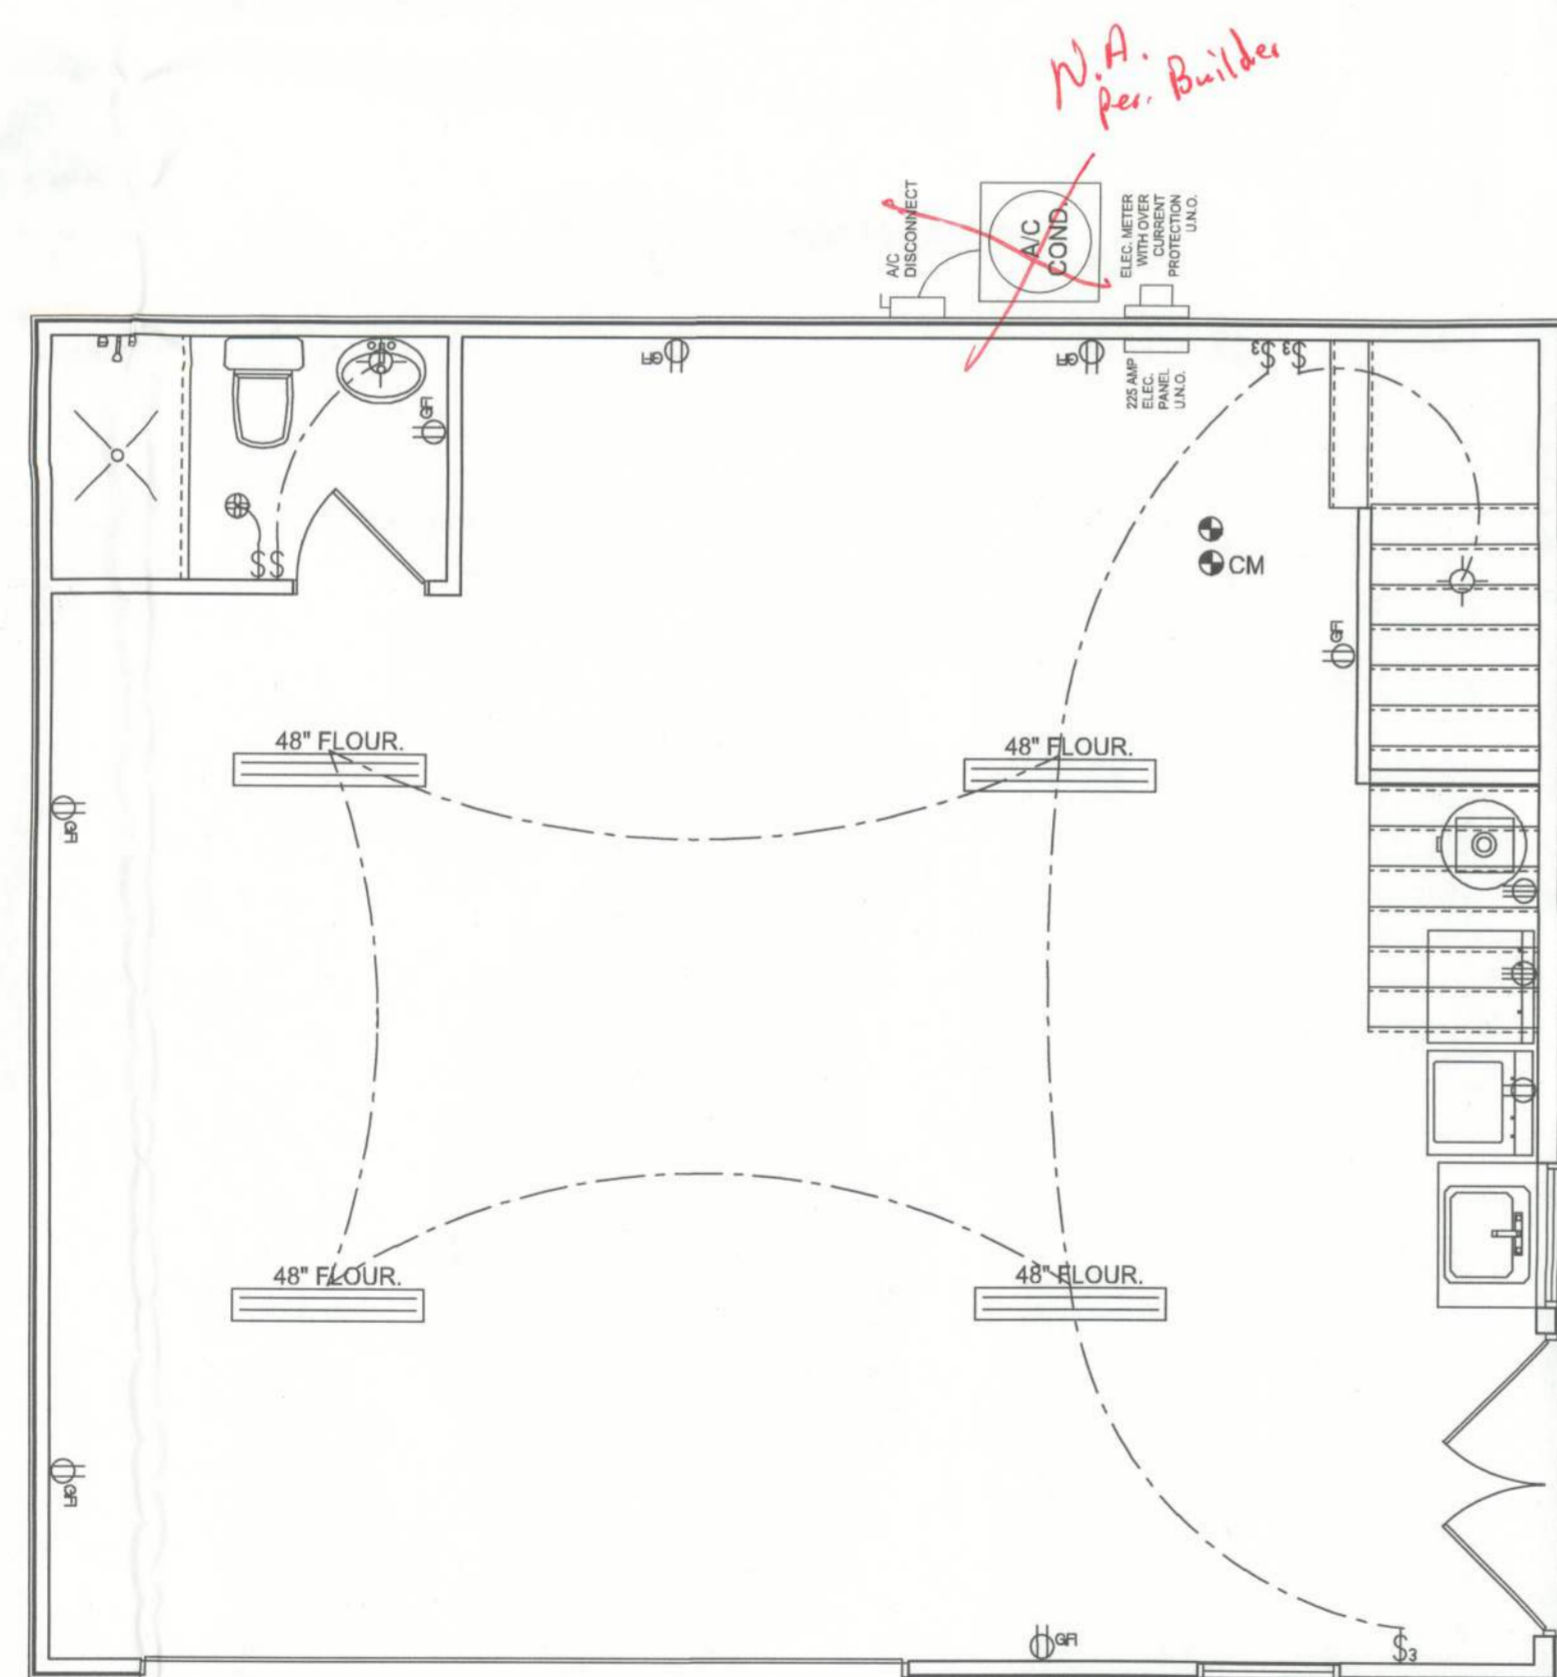 N.A.
per. Builder
A/C
DISCONNECT
A/C
COND.
ELEC. METER
WITH OVER
CURRENT
PROTECTION
U.N.O.
225 AMP
ELEC.
PANEL
U.N.O.
GFI
GFI
$3
$3
GFI
$$
CM
GFI
48" FLOUR.
48" FLOUR.
GFI
48" FLOUR.
48" FLOUR.
GFI
GFI
$3